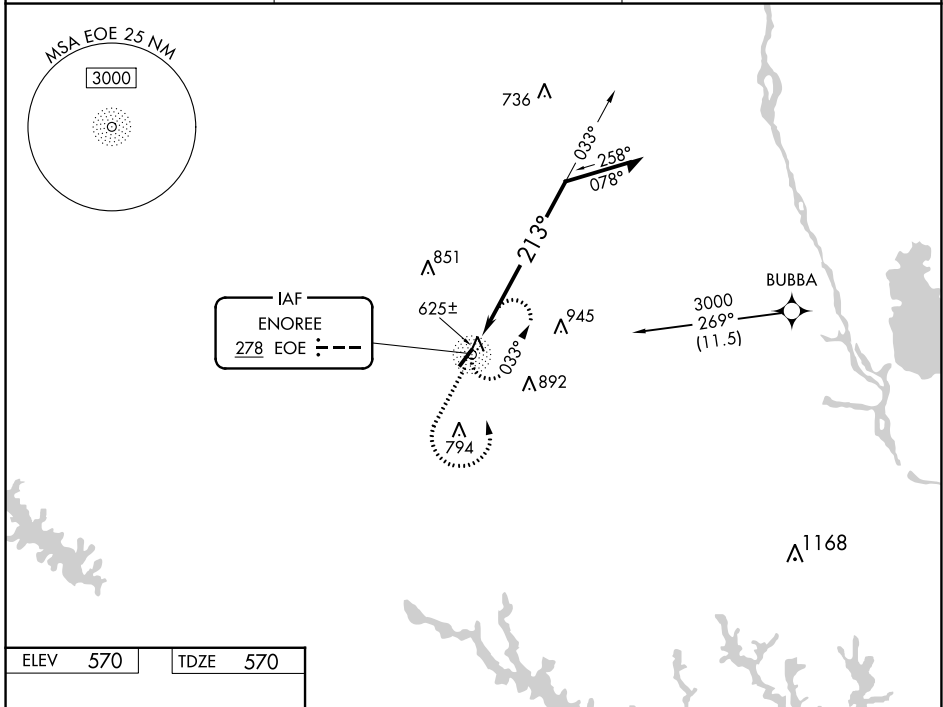 MSA EOE 25 NM
3000
736
033°
258°
078°
213°
851
625±
IAF
ENOREE
278 EOE
945
033°
892
794
BUBBA
3000
269°
(11.5)
1168
ELEV 570
TDZE 570